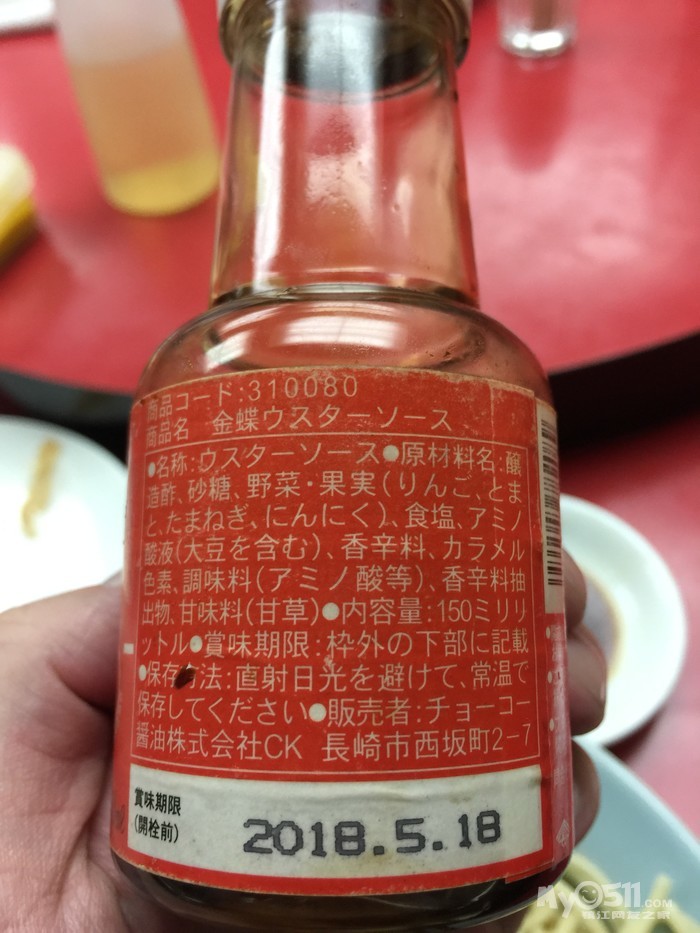 商品コード:310080
商品名 金蝶ウスターソース
●名称:ウスターソース●原材料名:醸
造酢、砂糖、野菜・果実(りんご、とま
と、たまねぎ、にんにく)、食塩、アミノ
酸液(大豆を含む)、香辛料、カラメル
色素、調味料(アミノ酸等)、香辛料抽
出物、甘味料(甘草)●内容量:150ミリリ
ットル●賞味期限:枠外の下部に記載
●保存方法:直射日光を避けて、常温で
保存してください●販売者:チョーコー
醤油株式会社CK 長崎市西坂町2-7
賞味期限
(開栓前)
2018.5.18
my0511.COM